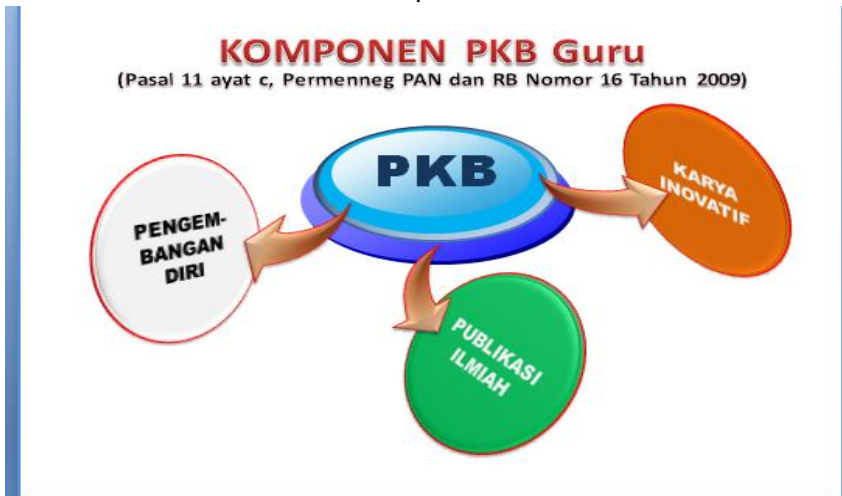 KOMPONEN PKB Guru
(Pasal 11 ayat c, Permenneg PAN dan RB Nomor 16 Tahun 2009)
PKB
PENGEM-
BANGAN
DIRI
PUBLIKASI
ILMIAH
KARYA
INOVATIF